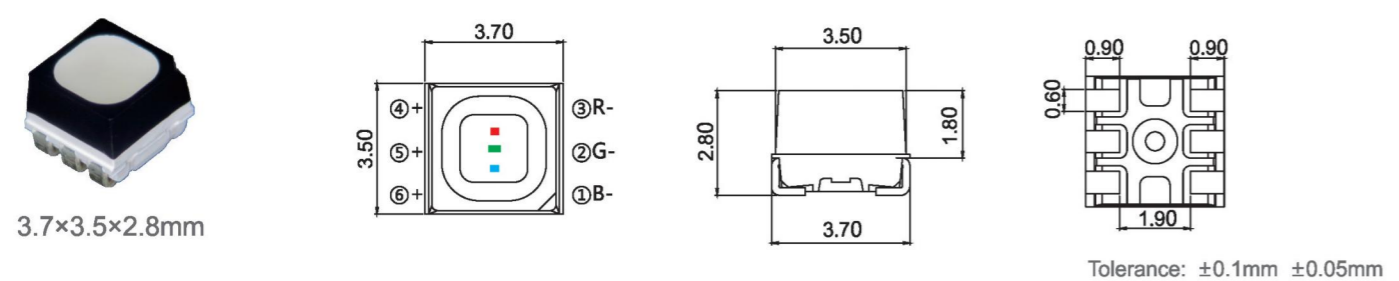 3.7×3.5×2.8mm
3.70
3.50
④+
⑤+
⑥+
③R-
②G-
①B-
3.50
2.80
1.80
3.70
0.90
0.90
0.60
1.90
Tolerance: ±0.1mm ±0.05mm